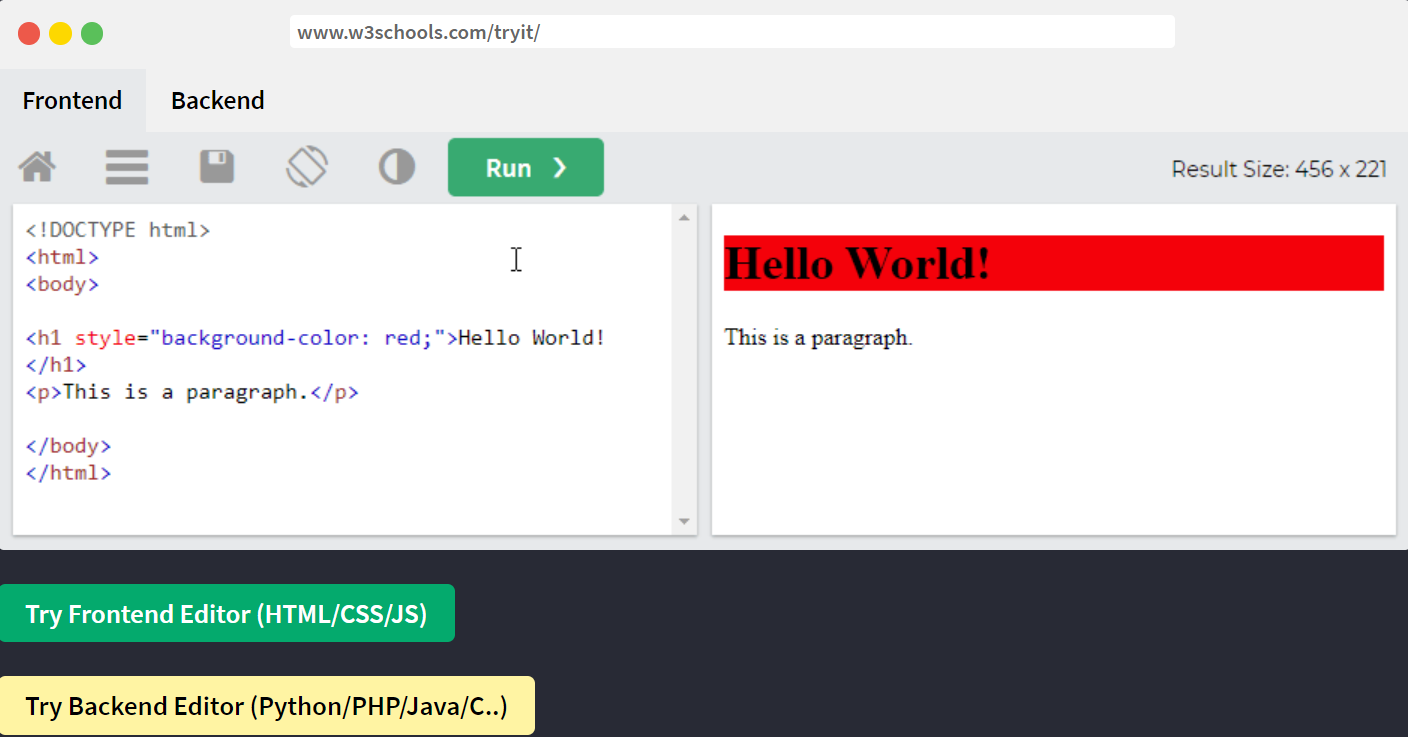 www.w3schools.com/tryit/
Frontend Backend
Run ❯
Result Size: 456 x 221
<!DOCTYPE html>
<html>
<body>
<h1 style="background-color: red;">Hello World!
</h1>
<p>This is a paragraph.</p>
</body>
</html>
Hello World!
This is a paragraph.
Try Frontend Editor (HTML/CSS/JS)
Try Backend Editor (Python/PHP/Java/C..)